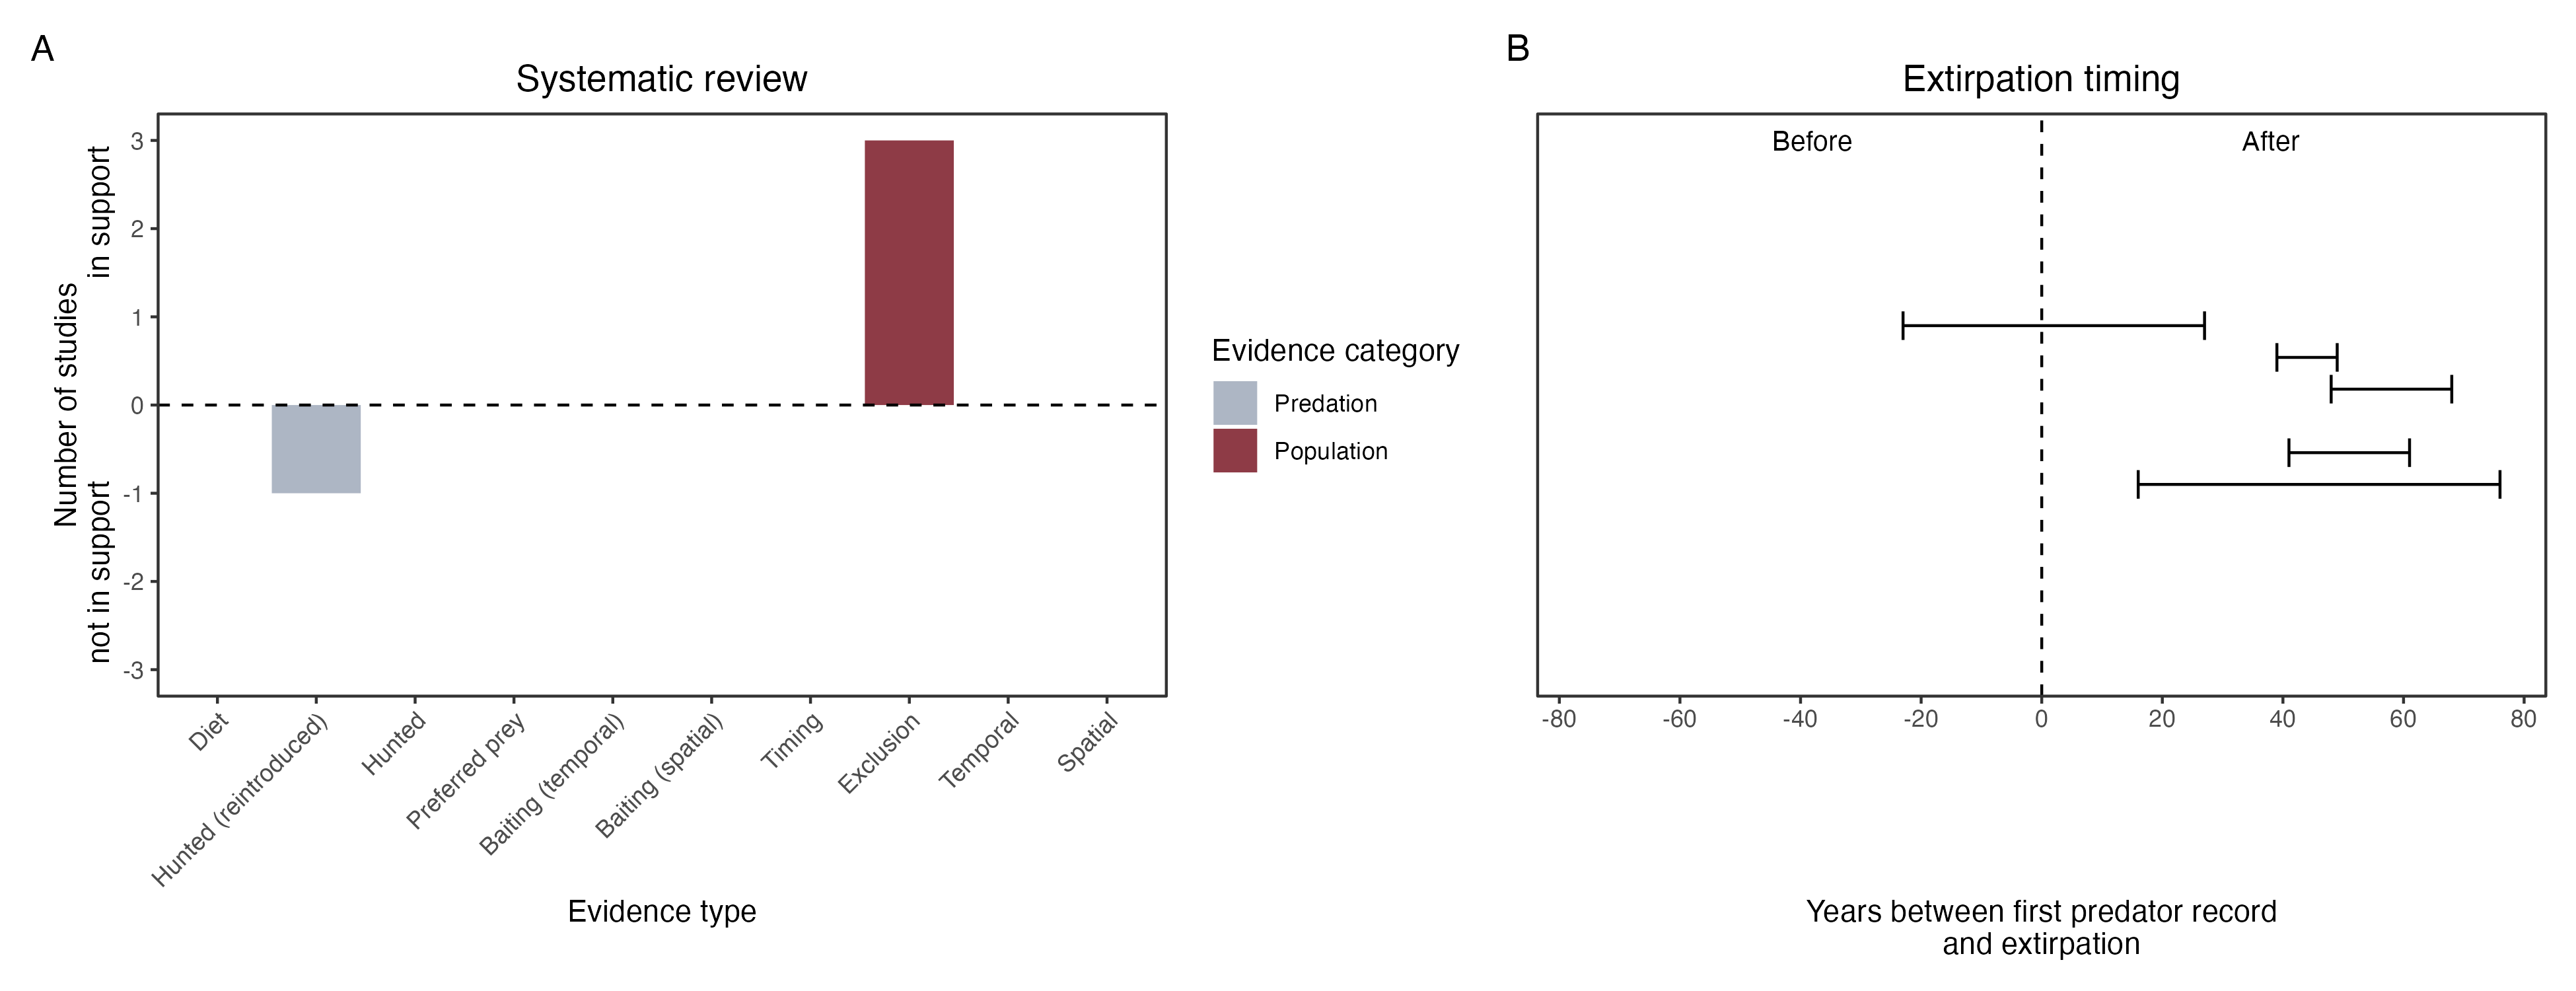 A
Systematic review
Number of studies
not in support
in support
3
2
1
0
-1
-2
-3
Diet
Hunted (reintroduced)
Hunted
Preferred prey
Baiting (temporal)
Baiting (spatial)
Timing
Exclusion
Temporal
Spatial
Evidence type
Evidence category
Predation
Population
B
Extirpation timing
Before
After
-80
-60
-40
-20
0
20
40
60
80
Years between first predator record
and extirpation